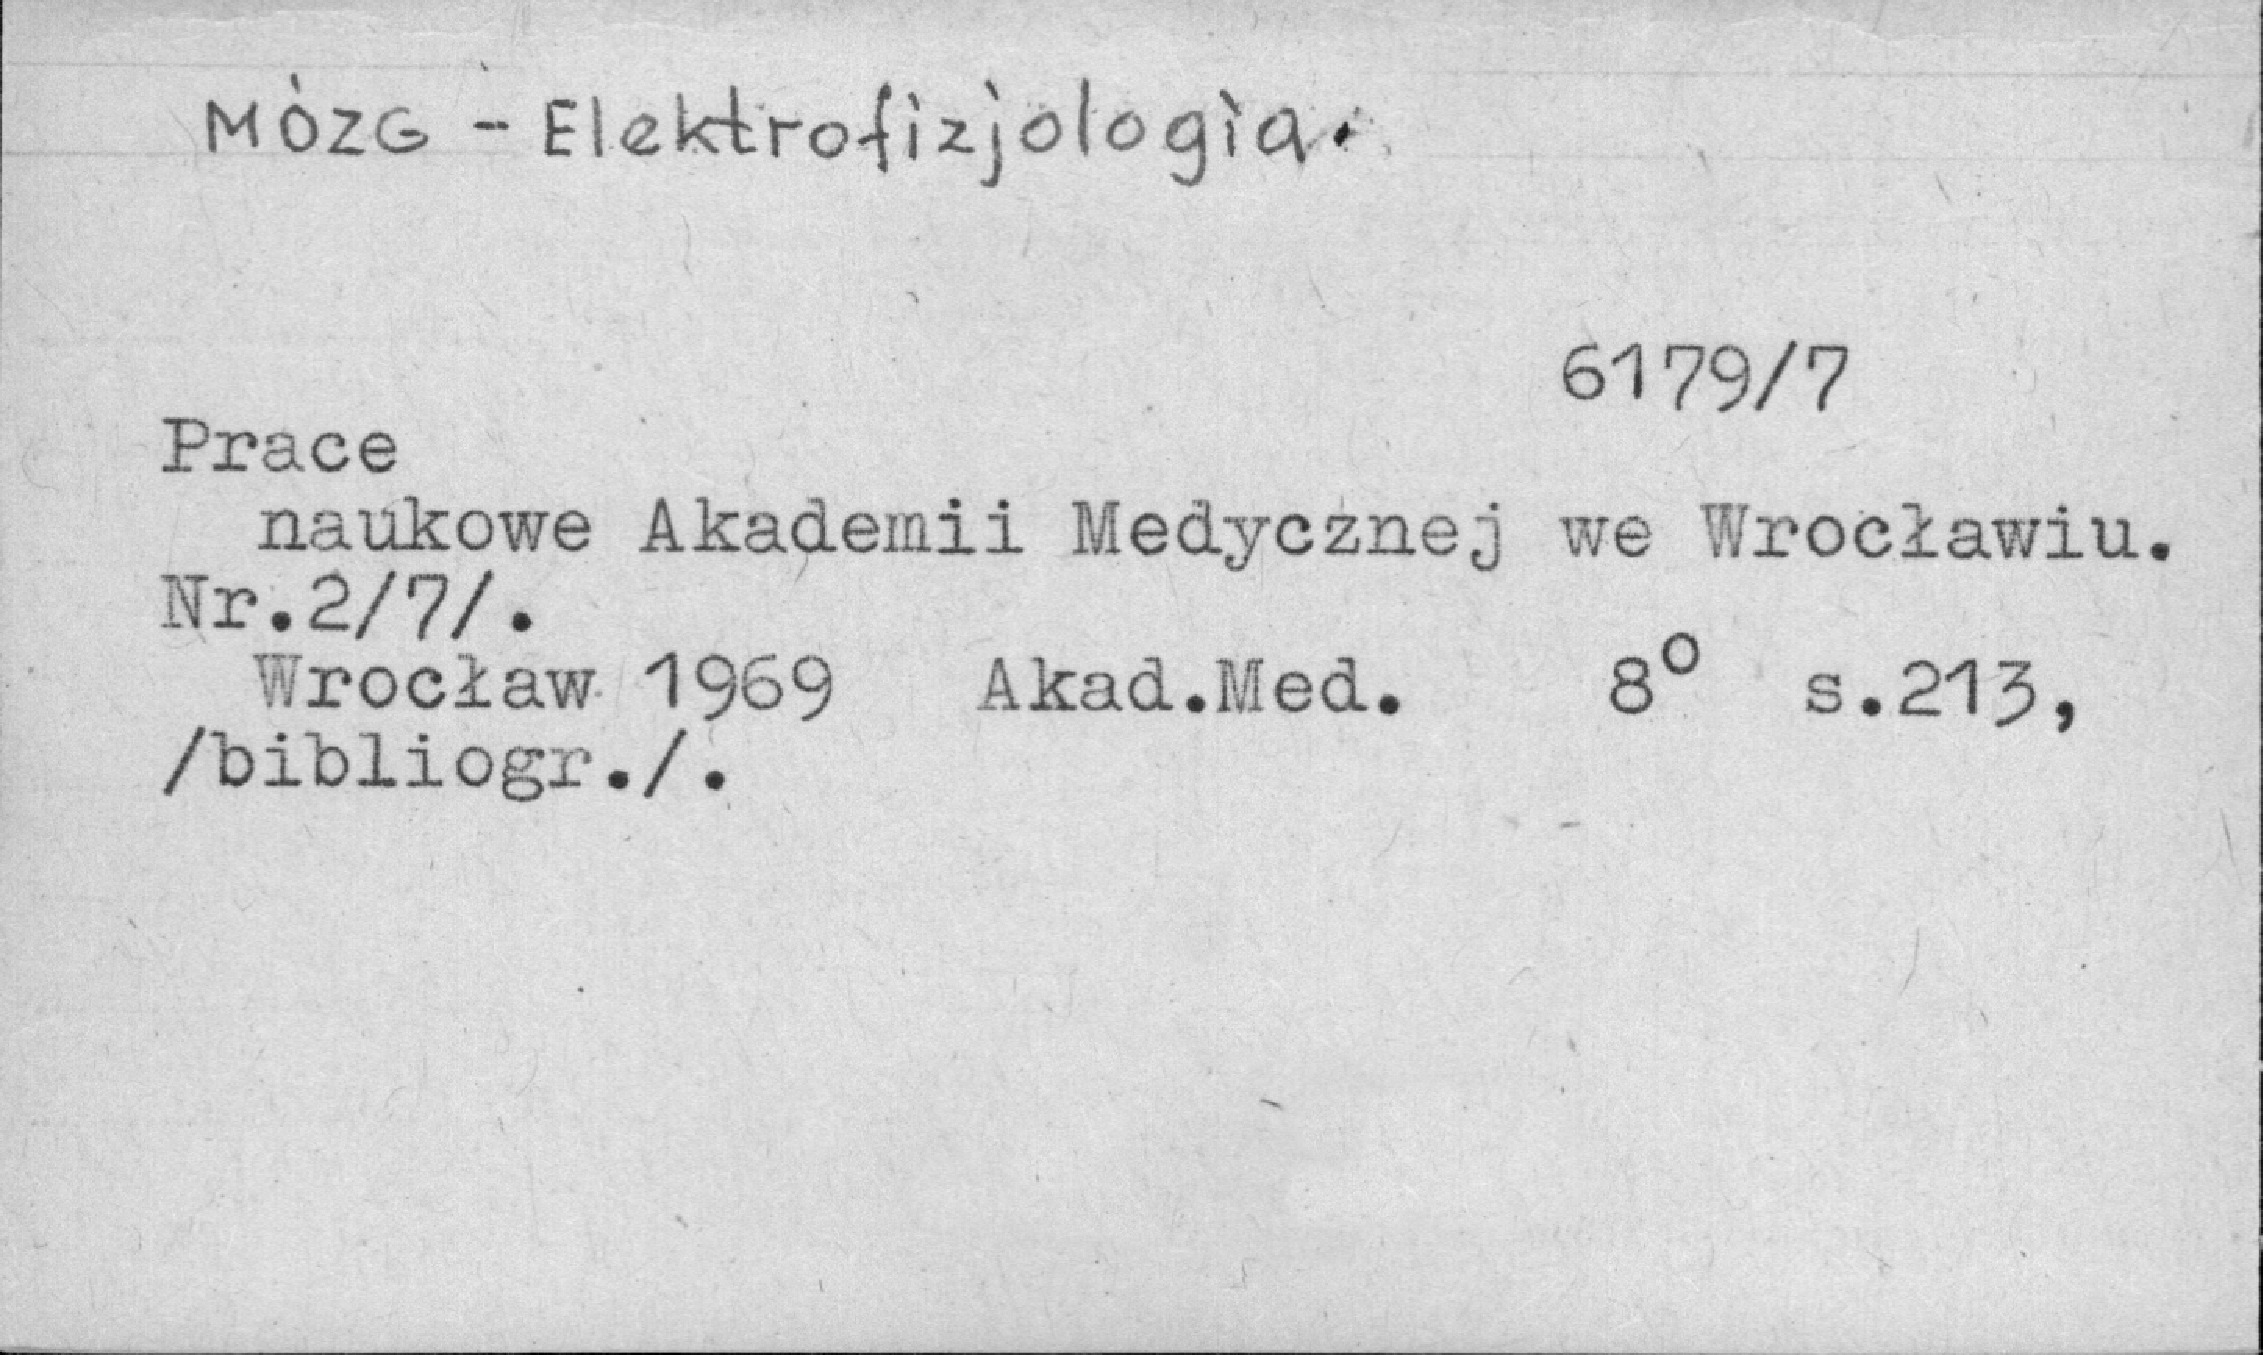 MÓZG - Elektrofizjologia.
6179/7
Prace
naukowe Akademii Medycznej we Wrocławiu.
Nr.2/7/.
Wrocław 1969 Akad.Med. 8° s.213,
/bibliogr./.